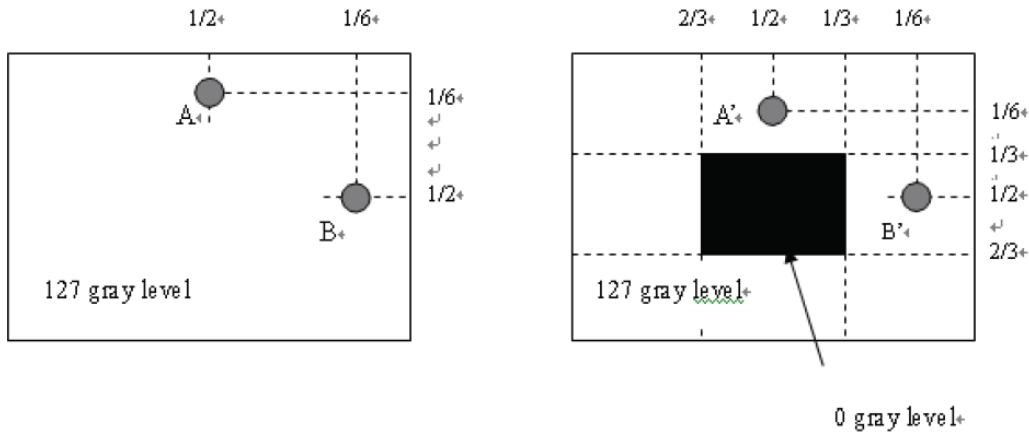 1/2 1/6
1/6
1/2
A
B
127 gray level
2/3 1/2 1/3 1/6
1/6
1/3
1/2
2/3
A'
B'
127 gray level
0 gray level